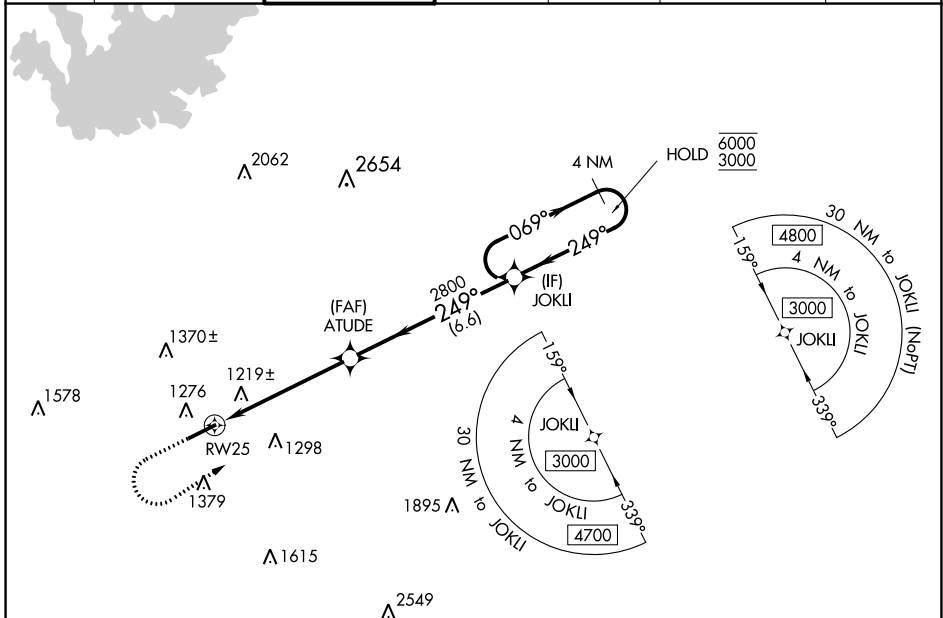 2062
2654
4 NM
HOLD 6000
3000
069°
249°
(IF)
JOKLI
2800
249°
(6.6)
(FAF)
ATUDE
1370±
1219±
1276
1578
RW25
1298
1379
1895
1615
2549
30 NM to JOKLI (NoPT)
4800
4 NM to JOKLI
3000
159°
JOKLI
339°
159°
JOKLI
3000
4 NM to JOKLI
30 NM to JOKLI
4700
339°